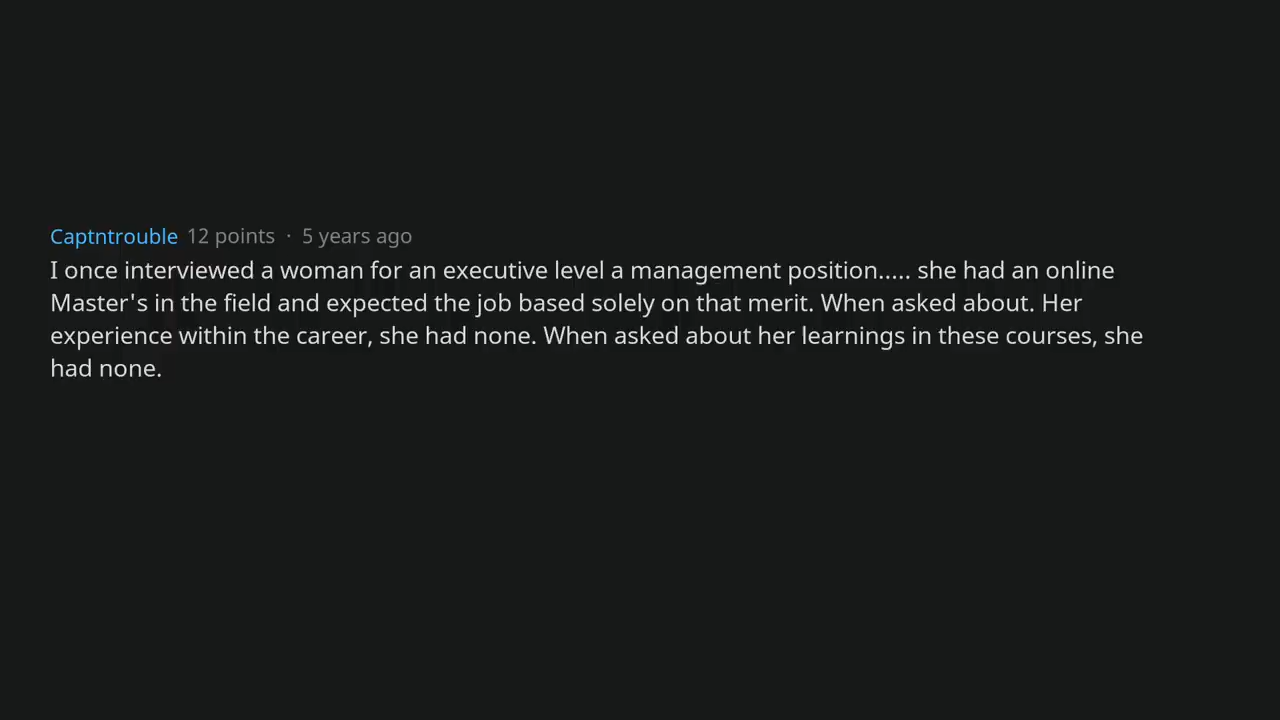 Captntrouble 12 points · 5 years ago
I once interviewed a woman for an executive level a management position..... she had an online
Master's in the field and expected the job based solely on that merit. When asked about. Her
experience within the career, she had none. When asked about her learnings in these courses, she
had none.